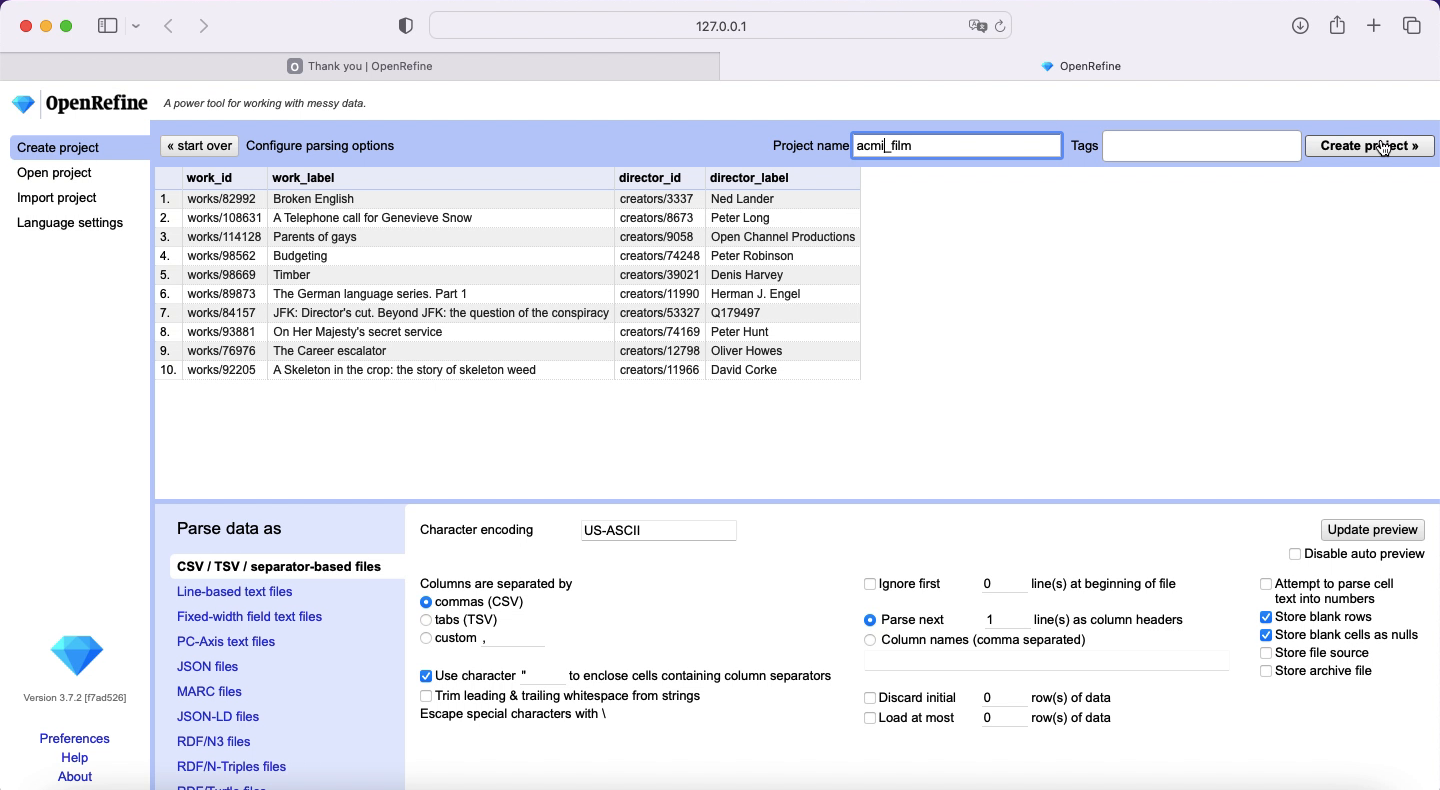 127.0.0.1
Thank you | OpenRefine
OpenRefine
OpenRefine A power tool for working with messy data.
Create project
Open project
Import project
Language settings
« start over Configure parsing options Project name acmi_film Tags
work_id work_label director_id director_label
1. works/82992 Broken English creators/3337 Ned Lander
2. works/108631 A Telephone call for Genevieve Snow creators/8673 Peter Long
3. works/114128 Parents of gays creators/9058 Open Channel Productions
4. works/98562 Budgeting creators/74248 Peter Robinson
5. works/98669 Timber creators/39021 Denis Harvey
6. works/89873 The German language series. Part 1 creators/11990 Herman J. Engel
7. works/84157 JFK: Director's cut. Beyond JFK: the question of the conspiracy creators/53327 Q179497
8. works/93881 On Her Majesty's secret service creators/74169 Peter Hunt
9. works/76976 The Career escalator creators/12798 Oliver Howes
10. works/92205 A Skeleton in the crop: the story of skeleton weed creators/11966 David Corke
Create project »
Version 3.7.2 [f7ad526]
Preferences
Help
About
Parse data as
CSV / TSV / separator-based files
Line-based text files
Fixed-width field text files
PC-Axis text files
JSON files
MARC files
JSON-LD files
RDF/N3 files
RDF/N-Triples files
Character encoding US-ASCII
Update preview
Disable auto preview
Columns are separated by
commas (CSV)
tabs (TSV)
custom ,
Use character " to enclose cells containing column separators
Trim leading & trailing whitespace from strings
Escape special characters with \
Ignore first 0 line(s) at beginning of file
Parse next 1 line(s) as column headers
Column names (comma separated)
Discard initial 0 row(s) of data
Load at most 0 row(s) of data
Attempt to parse cell
text into numbers
Store blank rows
Store blank cells as nulls
Store file source
Store archive file